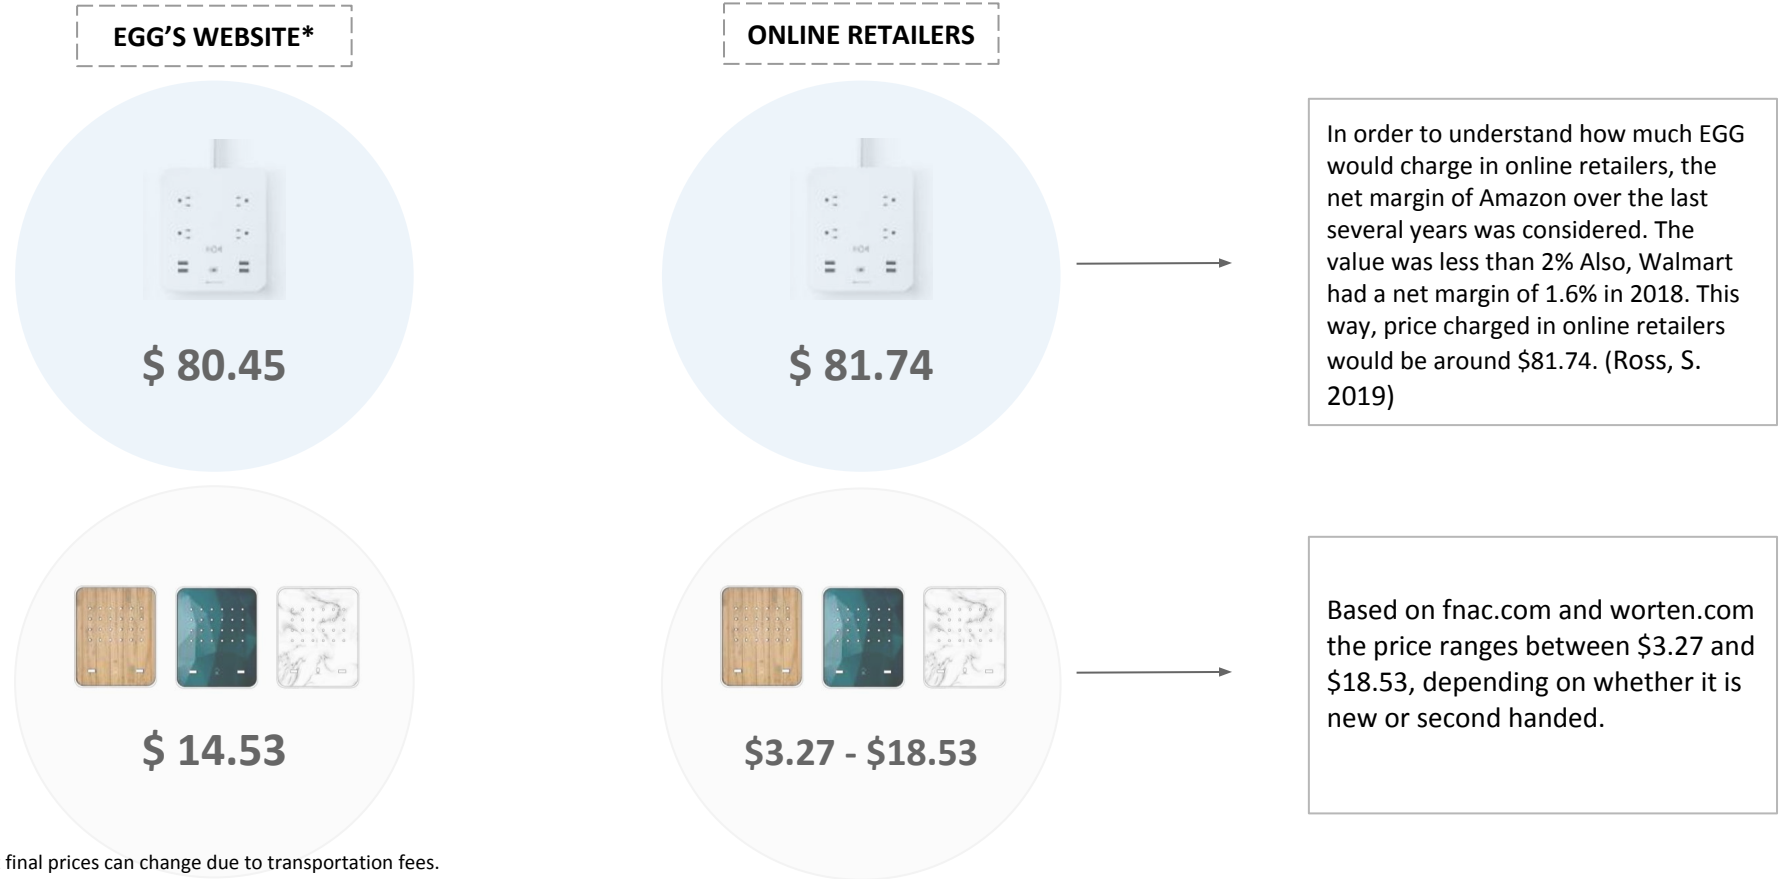 EGG’S WEBSITE*
ONLINE RETAILERS
$ 80.45
$ 81.74
In order to understand how much EGG
would charge in online retailers, the
net margin of Amazon over the last
several years was considered. The
value was less than 2% Also, Walmart
had a net margin of 1.6% in 2018. This
way, price charged in online retailers
would be around $81.74. (Ross, S.
2019)
$ 14.53
$3.27 - $18.53
Based on fnac.com and worten.com
the price ranges between $3.27 and
$18.53, depending on whether it is
new or second handed.
final prices can change due to transportation fees.